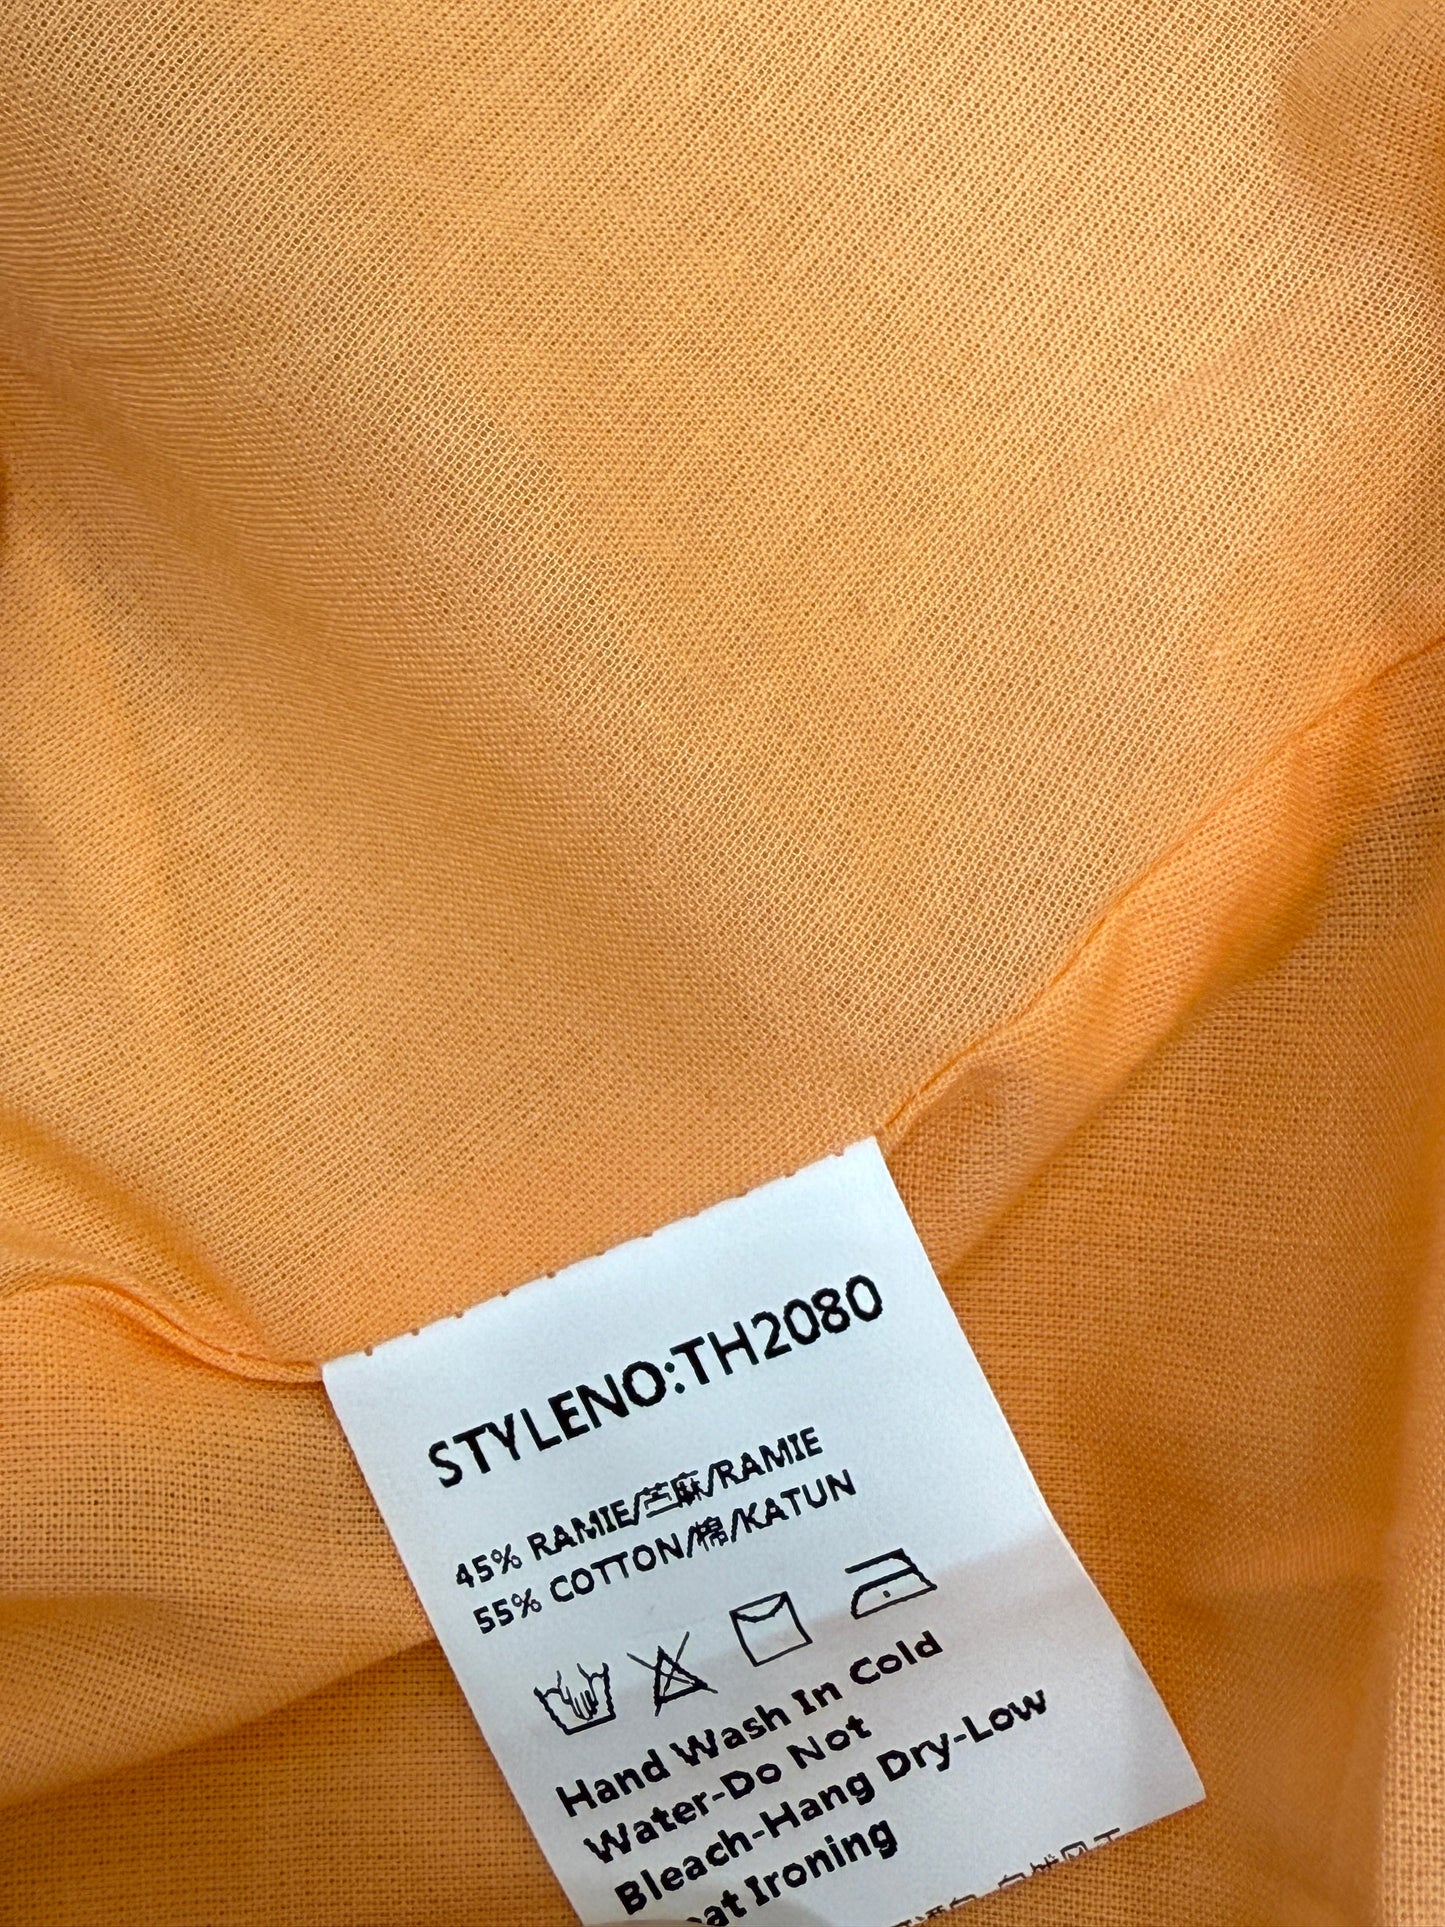 STYLENO:TH2080
45% RAMIE/苎麻/RAMIE
55% COTTON/棉/KATUN
Hand Wash In Cold
Water-Do Not
Bleach-Hang Dry-Low
Ironing